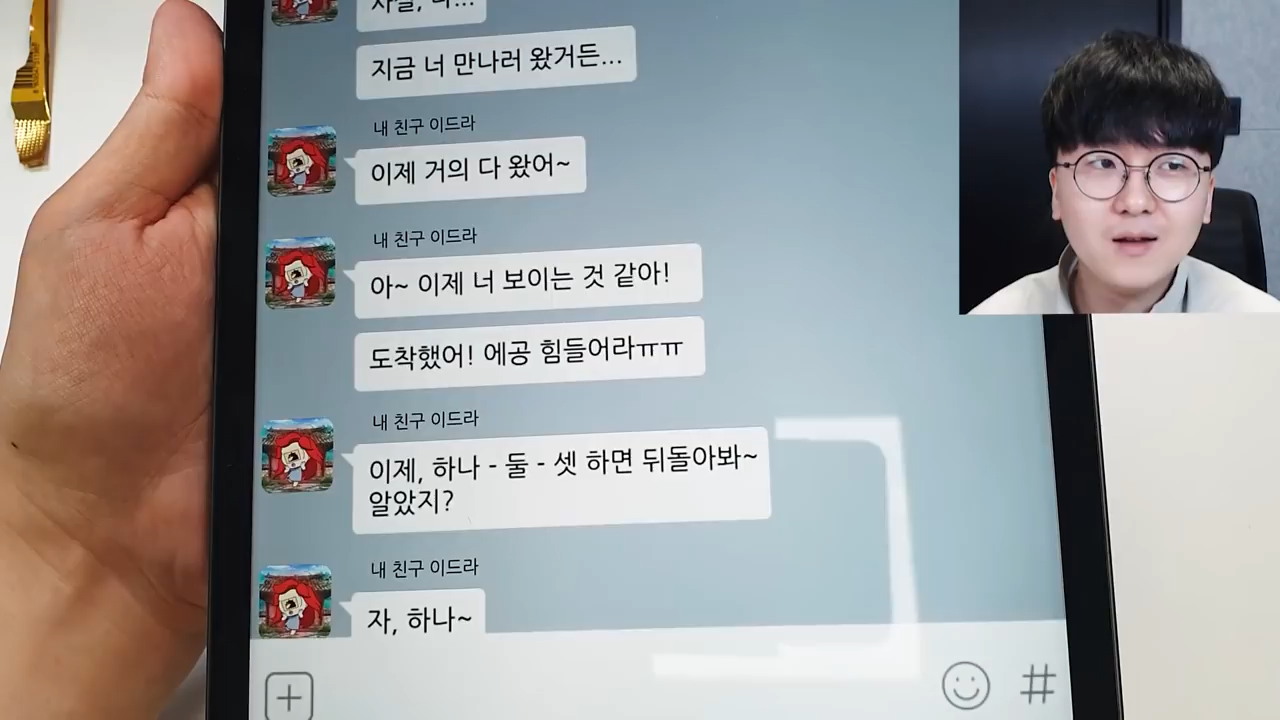 지금 너 만나러 왔거든...
내 친구 이드라
이제 거의 다 왔어~
내 친구 이드라
아~ 이제 너 보이는 것 같아!
도착했어! 에공 힘들어라ㅠㅠ
내 친구 이드라
이제, 하나 - 둘 - 셋 하면 뒤돌아봐~
알았지?
내 친구 이드라
자, 하나~
#